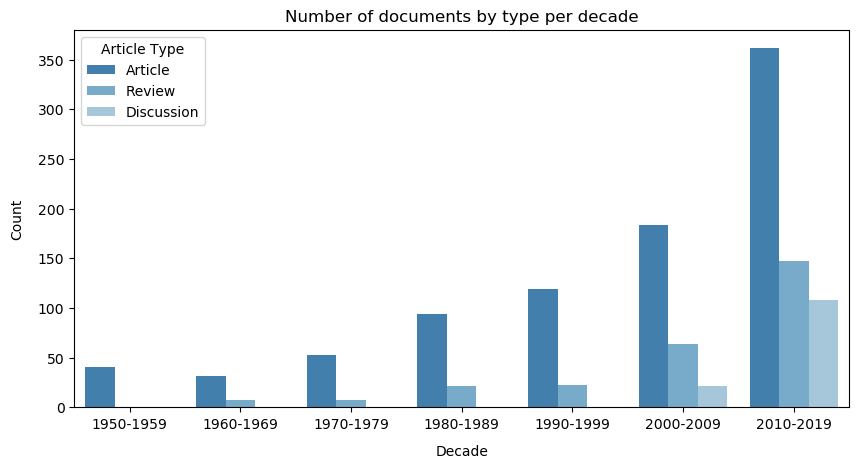 Number of documents by type per decade
Article Type
Article
Review
Discussion
350
300
250
200
150
100
50
0
Count
1950-1959 1960-1969 1970-1979 1980-1989 1990-1999 2000-2009 2010-2019
Decade